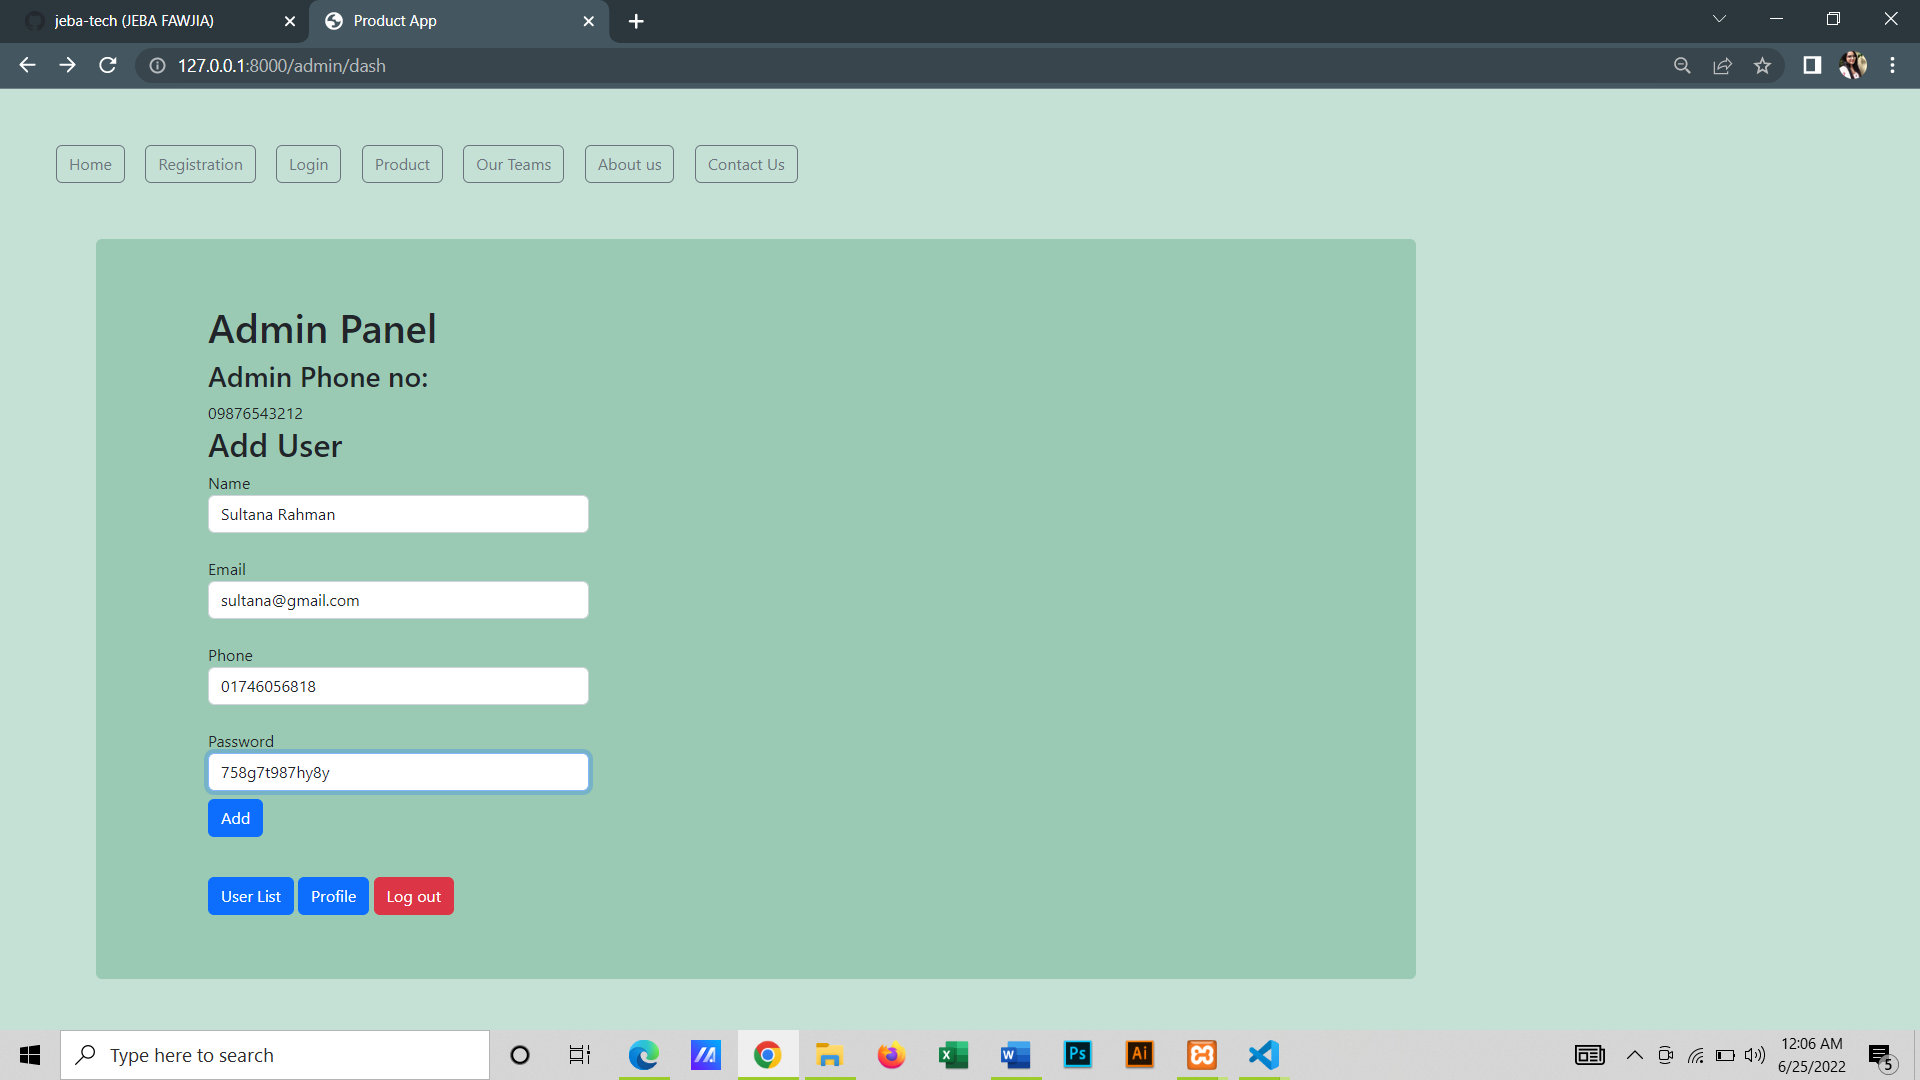 jeba-tech (JEBA FAWJIA)
Product App
127.0.0.1:8000/admin/dash
Home Registration Login Product Our Teams About us Contact Us
Admin Panel
Admin Phone no:
09876543212
Add User
Name
Sultana Rahman
Email
sultana@gmail.com
Phone
01746056818
Password
758g7t987hy8y
Add
User List Profile Log out
Type here to search
X
W
Ps
Ai
12:06 AM
6/25/2022
5